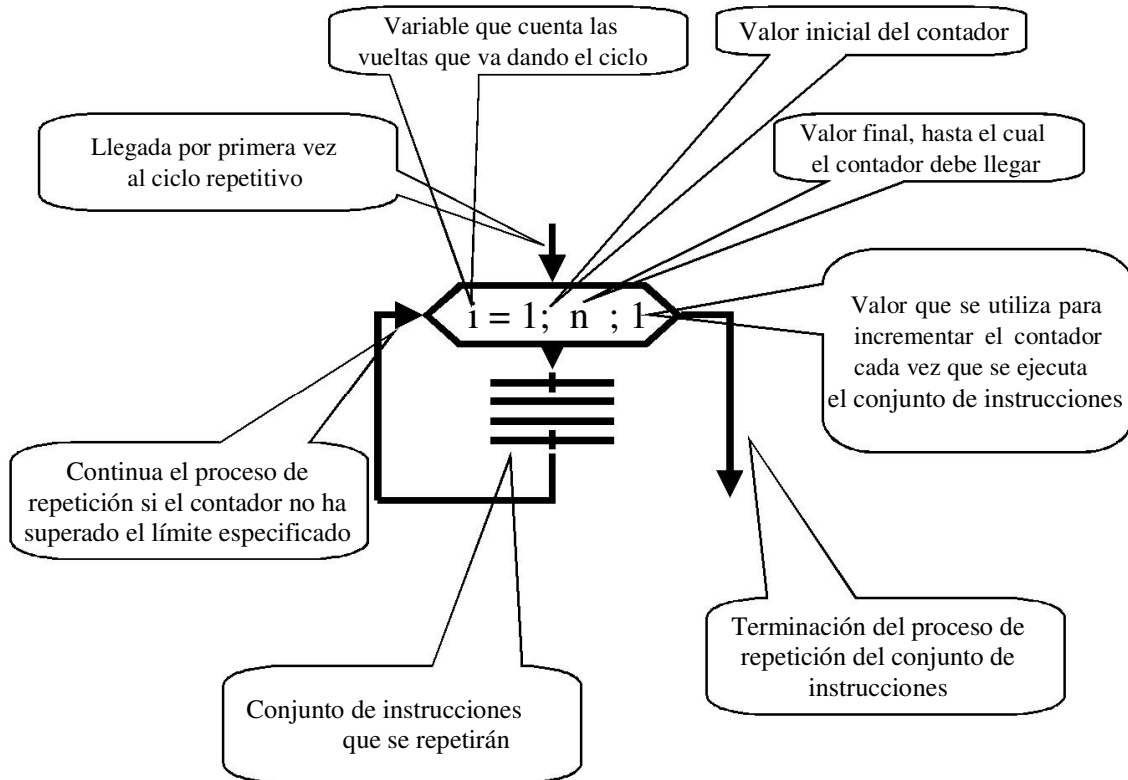 Variable que cuenta las
vueltas que va dando el ciclo
Valor inicial del contador
Llegada por primera vez
al ciclo repetitivo
Valor final, hasta el cual
el contador debe llegar
i = 1; n ; 1
Valor que se utiliza para
incrementar el contador
cada vez que se ejecuta
el conjunto de instrucciones
Continua el proceso de
repetición si el contador no ha
superado el límite especificado
Terminación del proceso de
repetición del conjunto de
instrucciones
Conjunto de instrucciones
que se repetirán